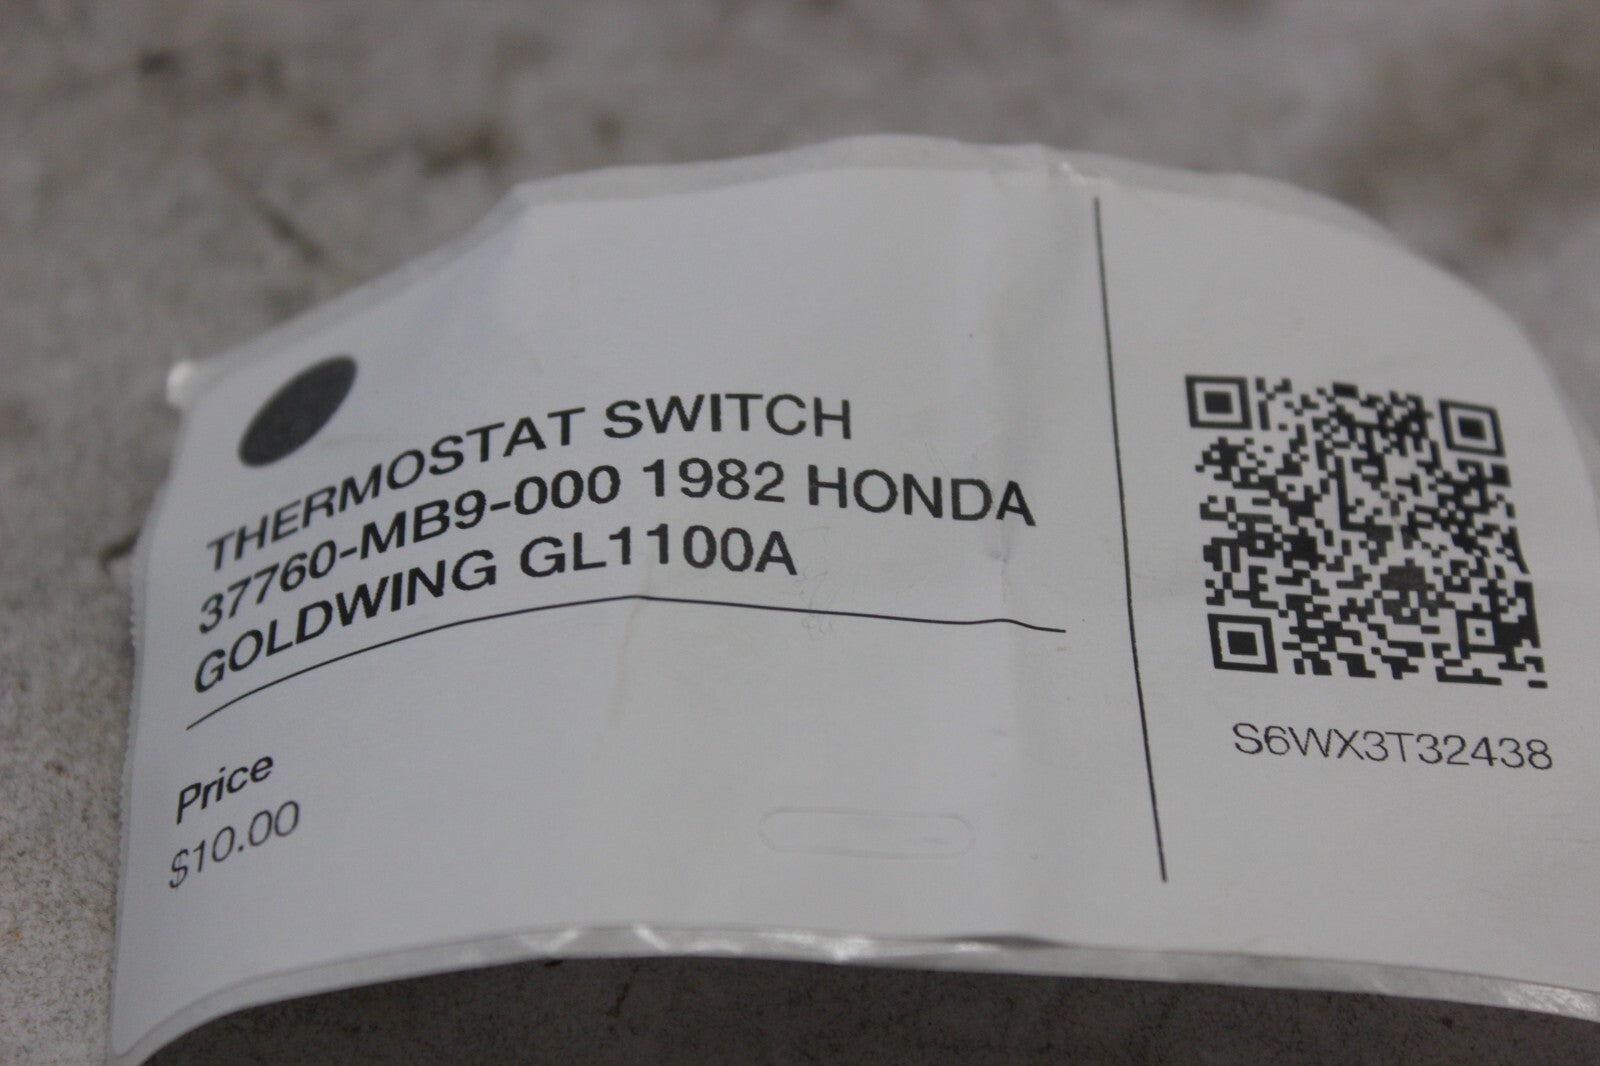 THERMOSTAT SWITCH
37760-MB9-000 1982 HONDA
GOLDWING GL1100A
Price
$10.00
S6WX3T32438